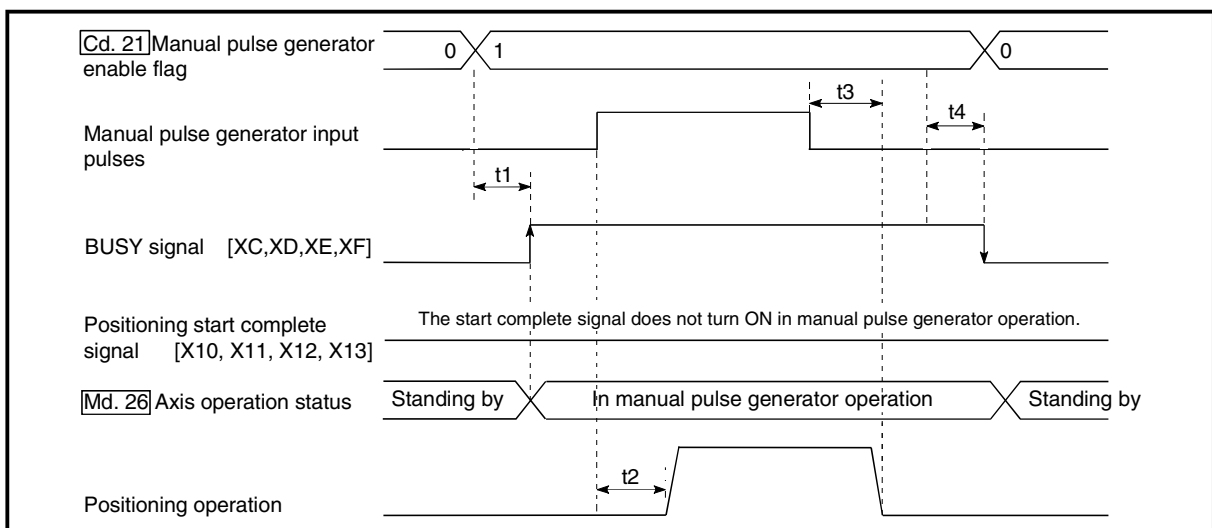 Cd. 21 Manual pulse generator
enable flag
0 1 0
t3
t4
Manual pulse generator input
pulses
t1
BUSY signal [XC,XD,XE,XF]
Positioning start complete
signal [X10, X11, X12, X13]
The start complete signal does not turn ON in manual pulse generator operation.
Md. 26 Axis operation status
Standing by In manual pulse generator operation Standing by
t2
Positioning operation